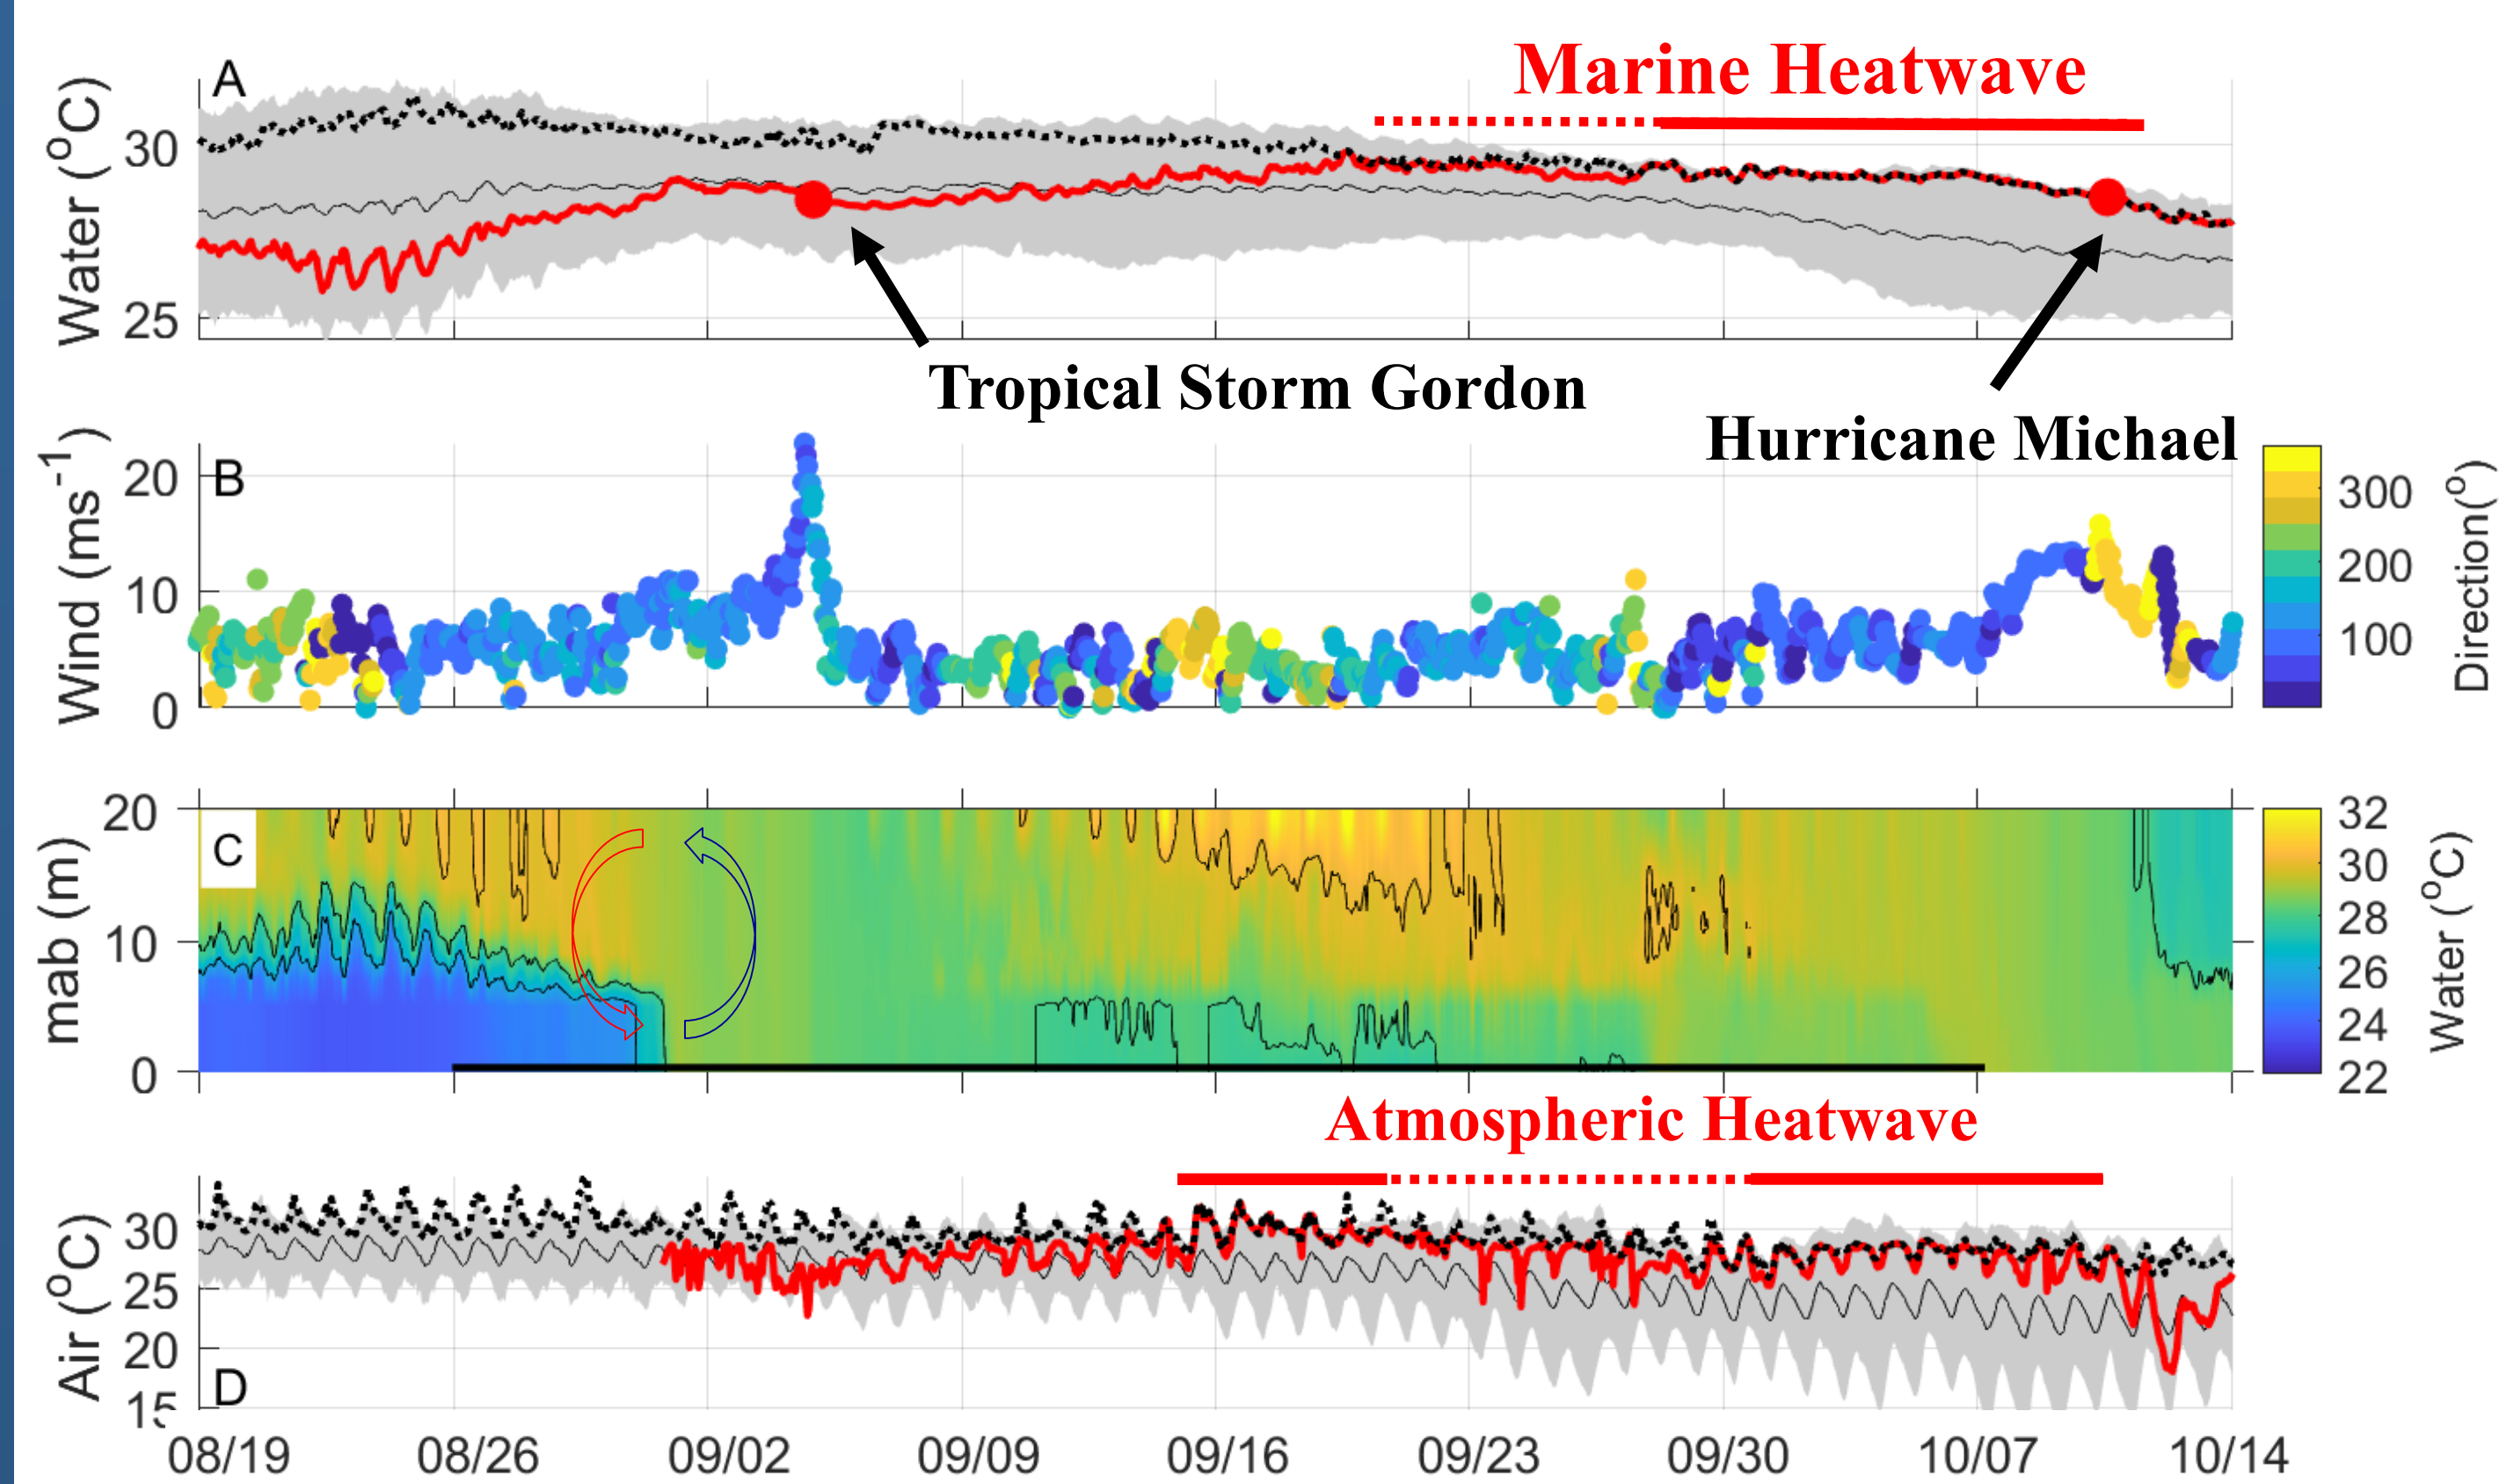 Marine Heatwave
A
Water (°C)
30
25
Tropical Storm Gordon
Hurricane Michael
B
Wind (ms⁻¹)
20
10
0
300
200
100
Direction(°)
C
mab (m)
20
10
0
32
30
28
26
24
22
Water (°C)
Atmospheric Heatwave
Air (°C)
30
25
20
15
D
08/19 08/26 09/02 09/09 09/16 09/23 09/30 10/07 10/14